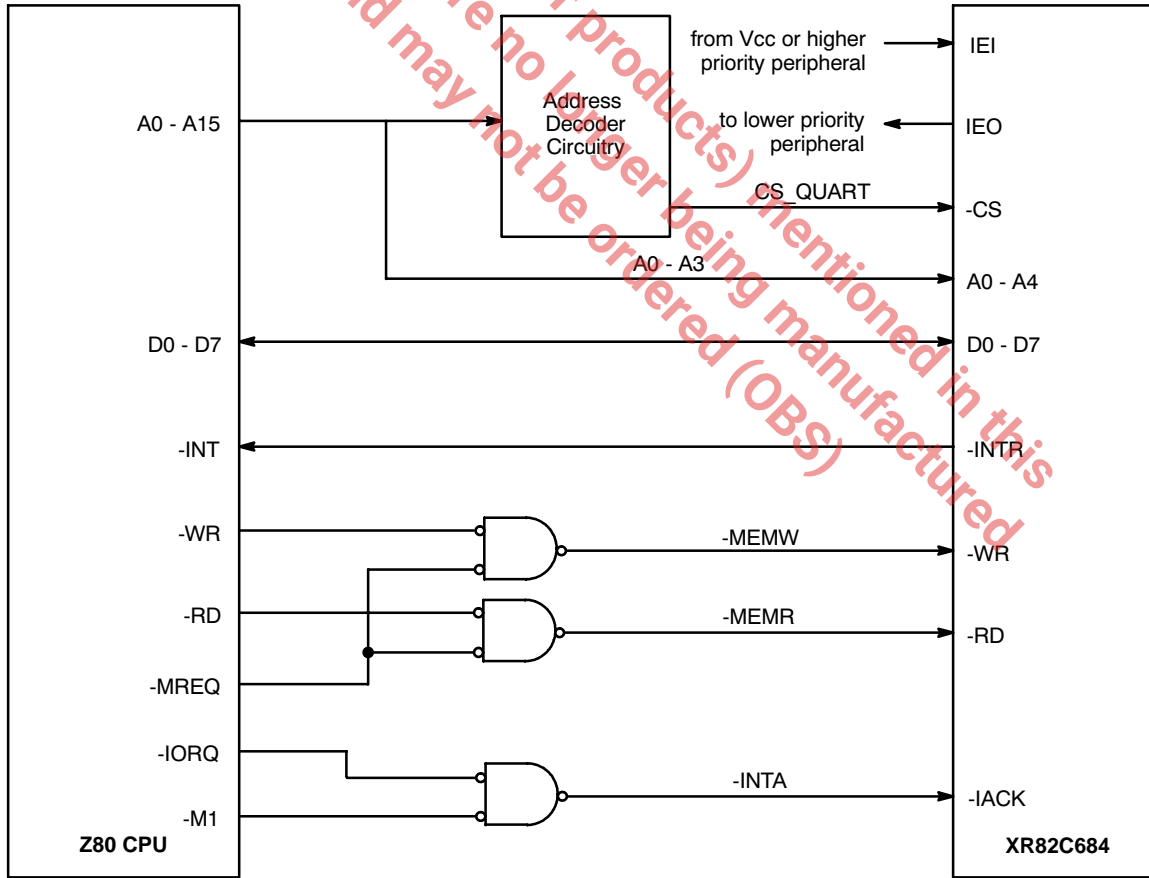 A0 - A15
D0 - D7
-INT
-WR
-RD
-MREQ
-IORQ
-M1
Z80 CPU
Address
Decoder
Circuitry
from Vcc or higher
priority peripheral
to lower priority
peripheral
CS_QUART
A0 - A3
-MEMW
-MEMR
-INTA
IEI
IEO
-CS
A0 - A4
D0 - D7
-INTR
-WR
-RD
-IACK
XR82C684
r products) mentioned in this
re no longer being manufactured
nd may not be ordered (OBS)